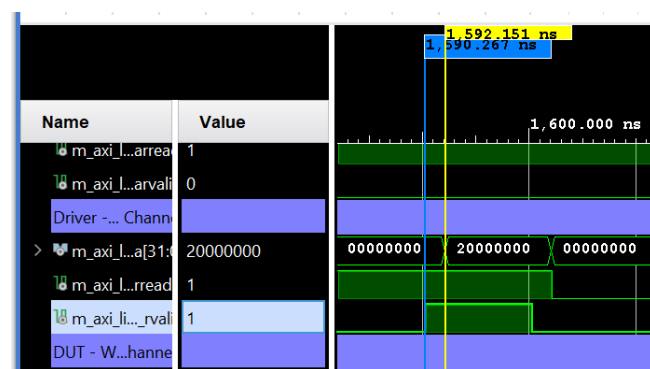 1,592.151 ns
1,590.267 ns
Name Value
1,600.000 ns
m_axi_l...arread 1
m_axi_l...arvali 0
Driver -... Chann
m_axi_l...a[31:0 20000000 00000000 20000000 00000000
m_axi_l...rread 1
m_axi_li..._rvali 1
DUT - W...hanne